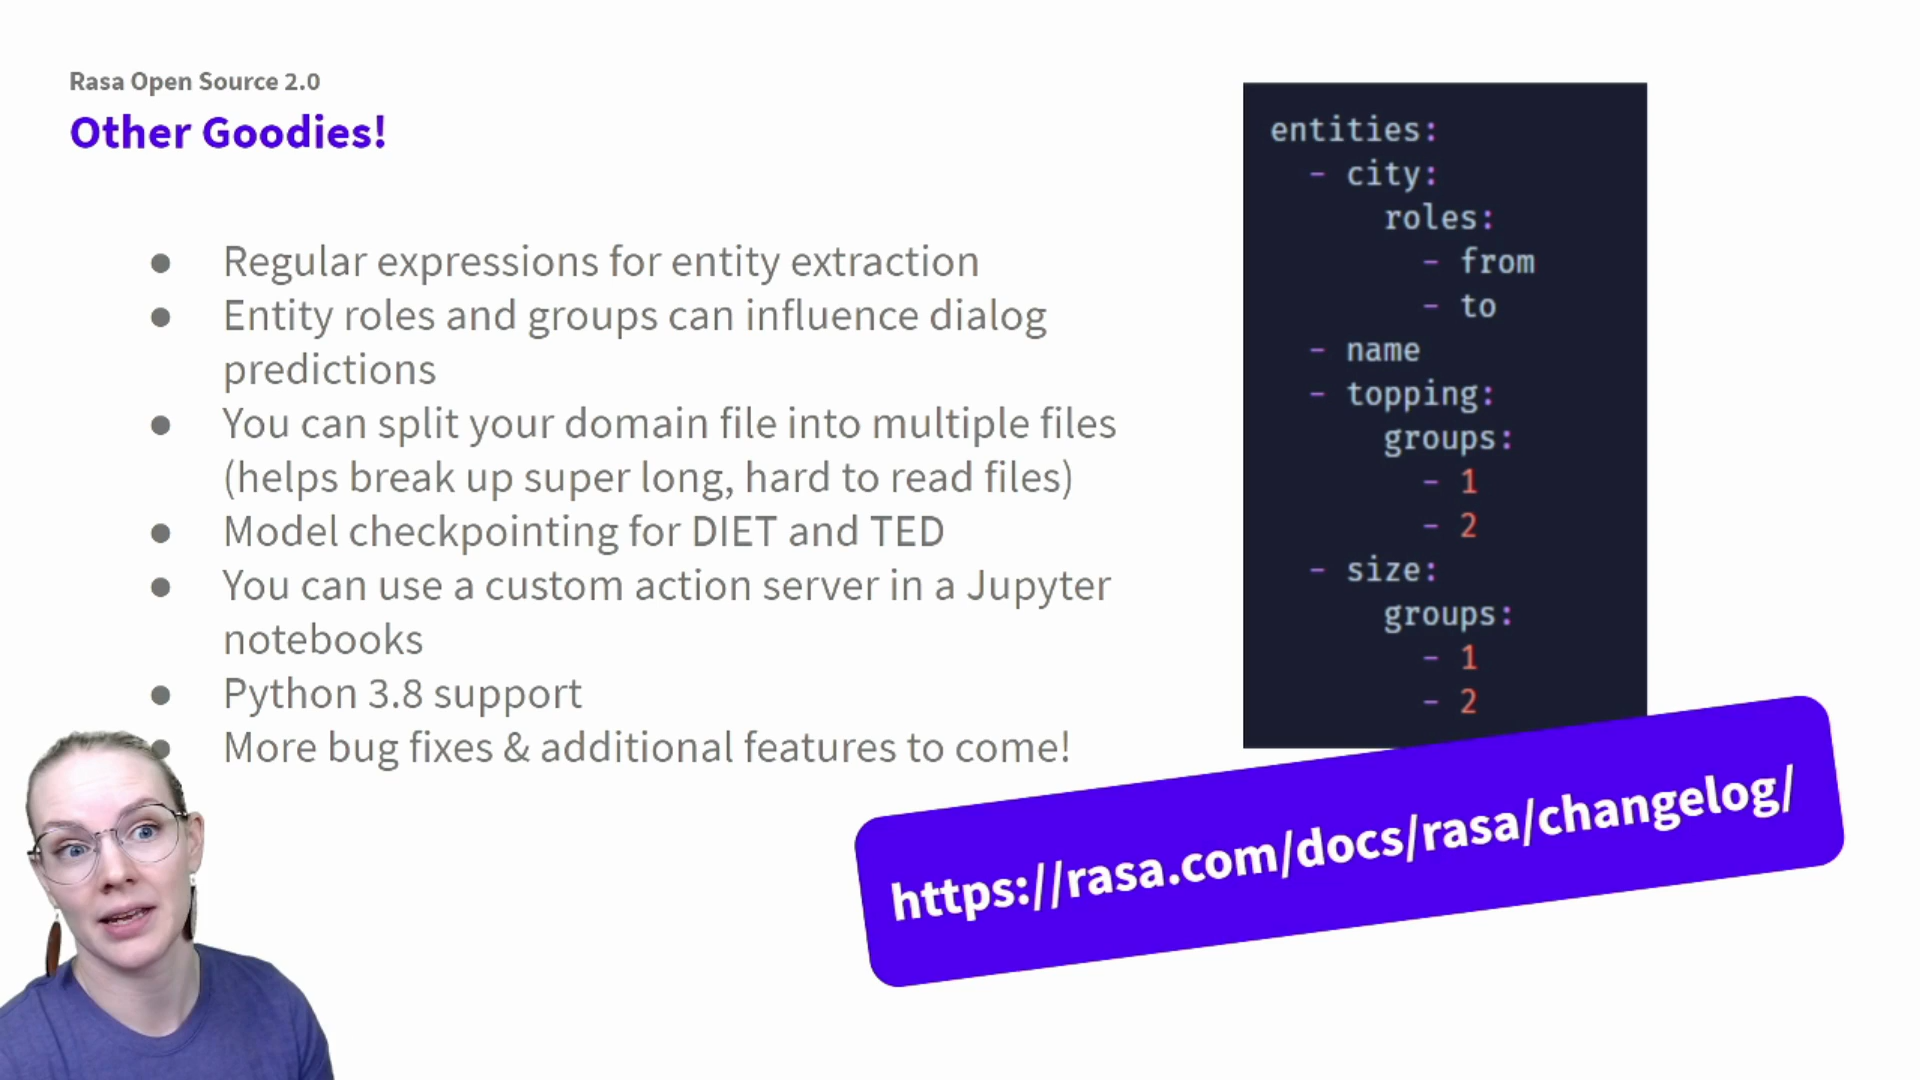 Rasa Open Source 2.0
Other Goodies!
● Regular expressions for entity extraction
● Entity roles and groups can influence dialog
predictions
● You can split your domain file into multiple files
(helps break up super long, hard to read files)
● Model checkpointing for DIET and TED
● You can use a custom action server in a Jupyter
notebooks
● Python 3.8 support
● More bug fixes & additional features to come!
entities:
- city:
roles:
- from
- to
- name
- topping:
groups:
- 1
- 2
- size:
groups:
- 1
- 2
https://rasa.com/docs/rasa/changelog/